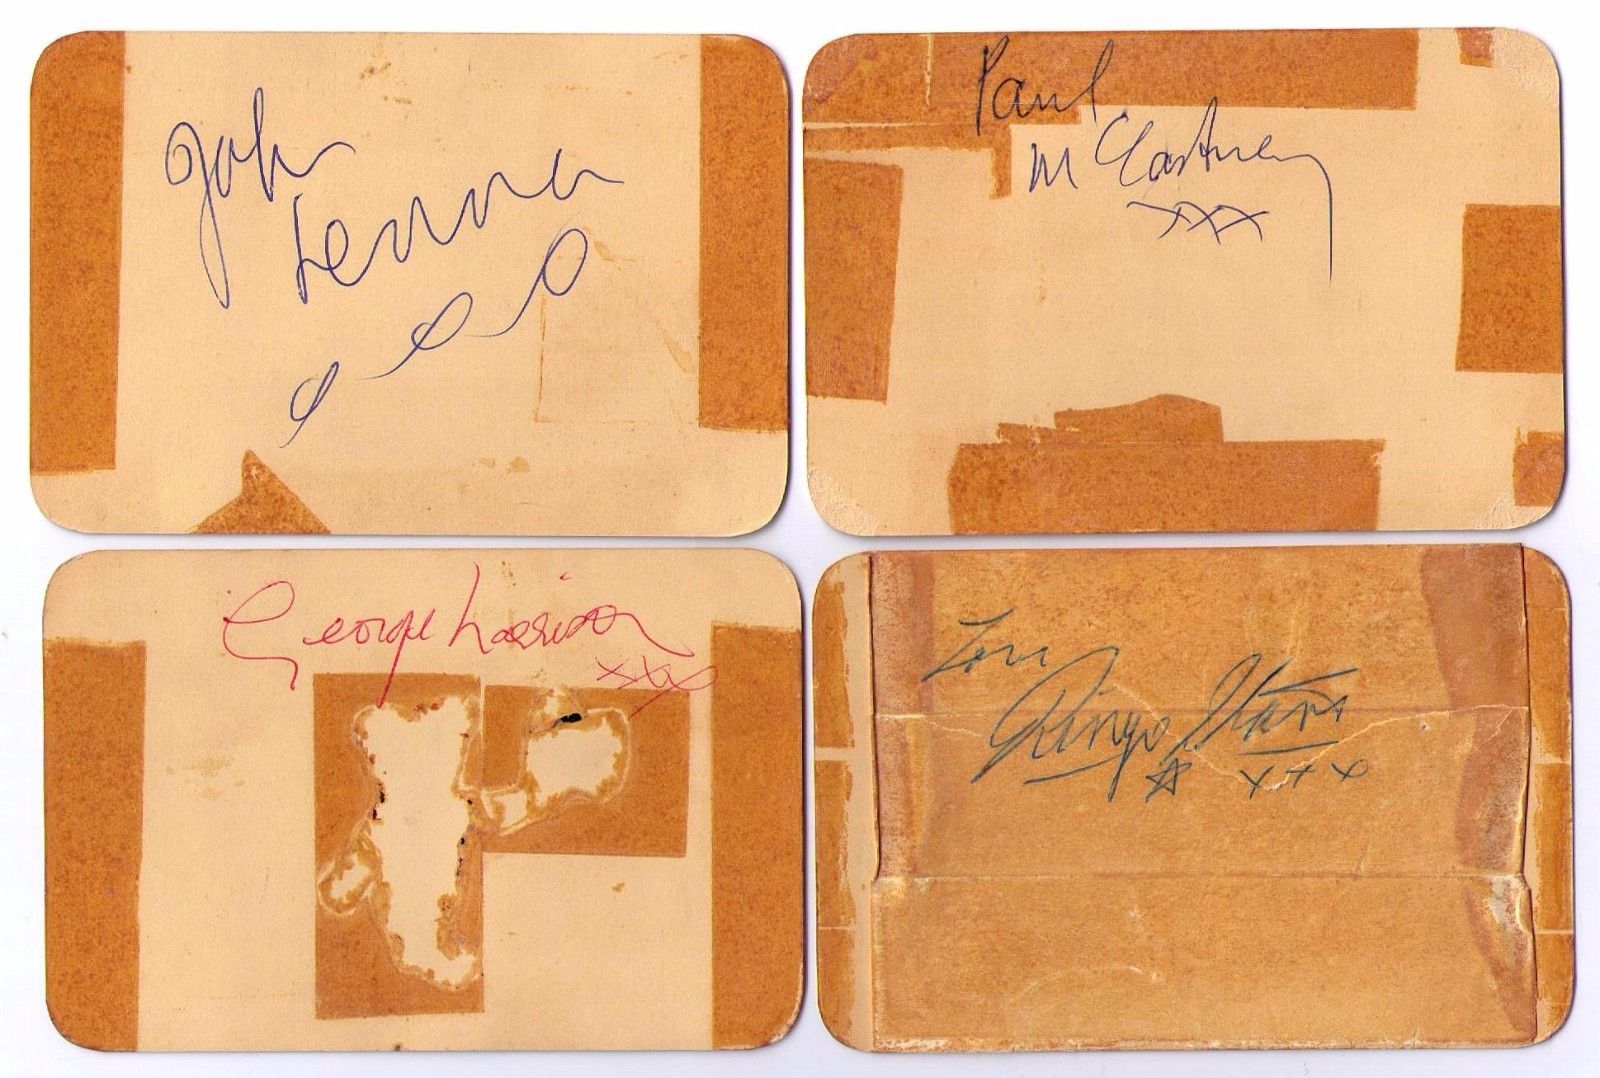 John
Lennon
Paul
McCartney
xxx
George Harrison
xxx
Love
Ringo Starr
xxx